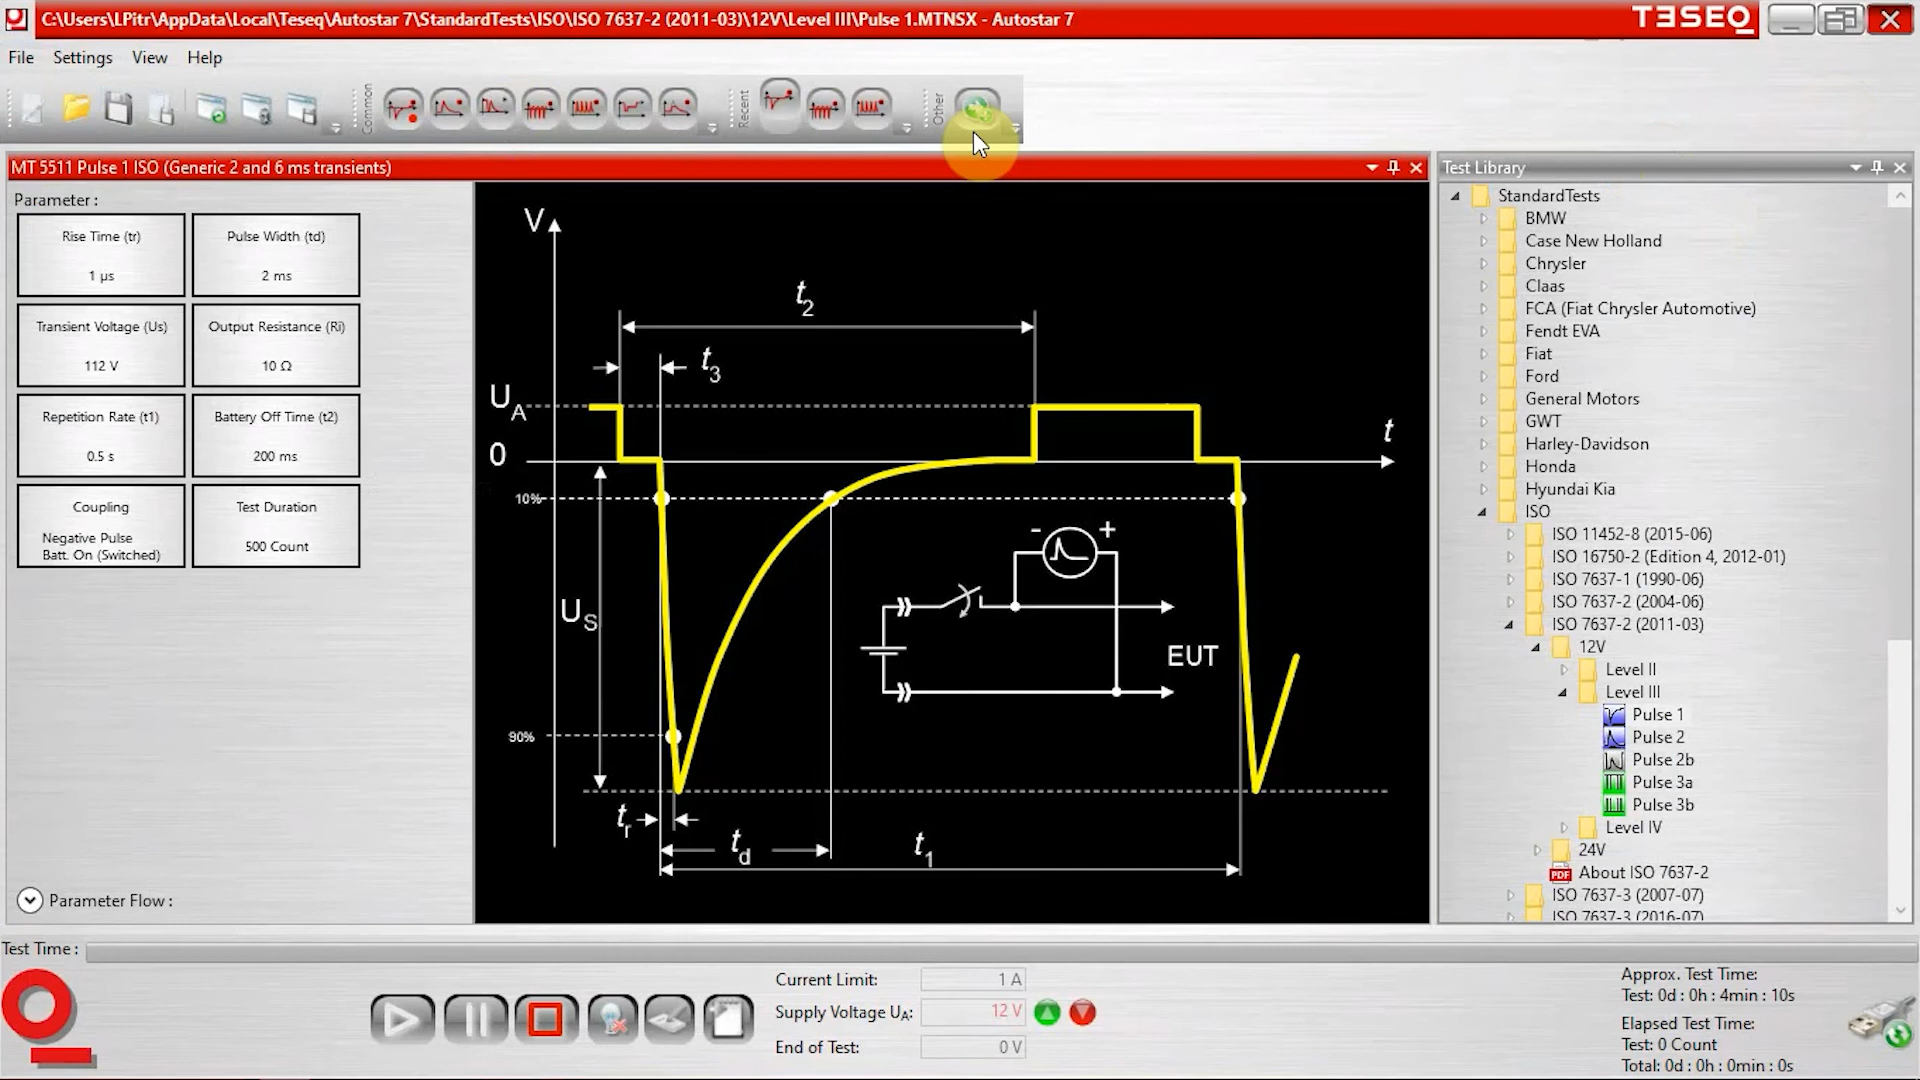 C:\Users\LPitr\AppData\Local\Teseq\Autostar 7\StandardTests\ISO\ISO 7637-2 (2011-03)\12V\Level III\Pulse 1.MTNSX - Autostar 7
TESEQ
File Settings View Help
Common
Recent
Other
MT 5511 Pulse 1 ISO (Generic 2 and 6 ms transients)
Parameter :
Rise Time (tr)
1 µs
Pulse Width (td)
2 ms
Transient Voltage (Us)
112 V
Output Resistance (Ri)
10 Ω
Repetition Rate (t1)
0.5 s
Battery Off Time (t2)
200 ms
Coupling
Negative Pulse
Batt. On (Switched)
Test Duration
500 Count
Parameter Flow :
V
t2
t3
UA
t
0
10%
- +
US
EUT
90%
tr
td
t1
Test Library
StandardTests
BMW
Case New Holland
Chrysler
Claas
FCA (Fiat Chrysler Automotive)
Fendt EVA
Fiat
Ford
General Motors
GWT
Harley-Davidson
Honda
Hyundai Kia
ISO
ISO 11452-8 (2015-06)
ISO 16750-2 (Edition 4, 2012-01)
ISO 7637-1 (1990-06)
ISO 7637-2 (2004-06)
ISO 7637-2 (2011-03)
12V
Level II
Level III
Pulse 1
Pulse 2
Pulse 2b
Pulse 3a
Pulse 3b
Level IV
24V
PDF About ISO 7637-2
ISO 7637-3 (2007-07)
ISO 7637-3 (2016-07)
Test Time :
Current Limit: 1 A
Supply Voltage UA: 12 V
End of Test: 0 V
Approx. Test Time:
Test: 0d : 0h : 4min : 10s
Elapsed Test Time:
Test: 0 Count
Total: 0d : 0h : 0min : 0s